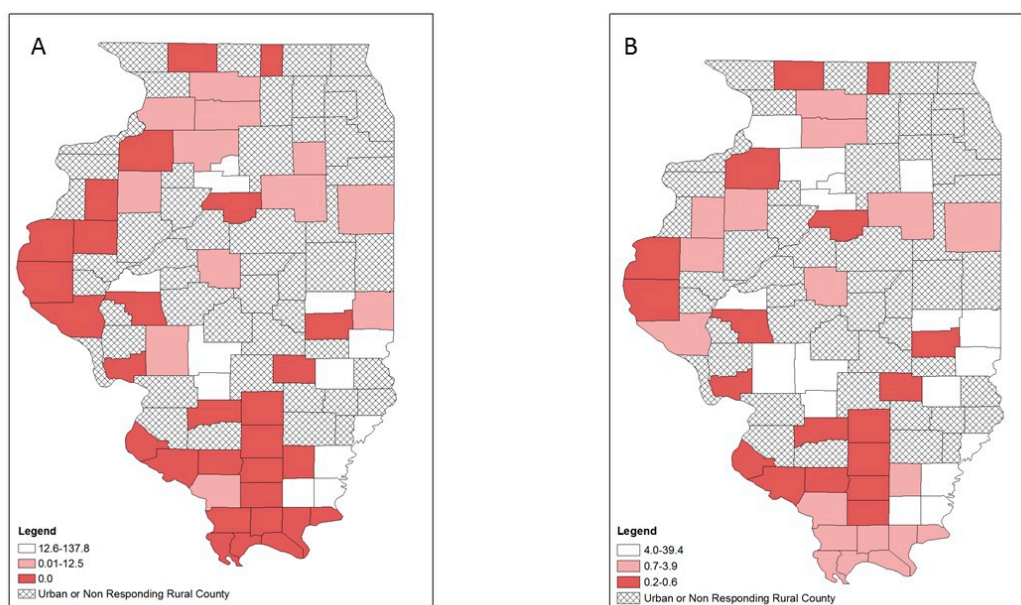 A
Legend
12.6-137.8
0.01-12.5
0.0
Urban or Non Responding Rural County
B
Legend
4.0-39.4
0.7-3.9
0.2-0.6
Urban or Non Responding Rural County